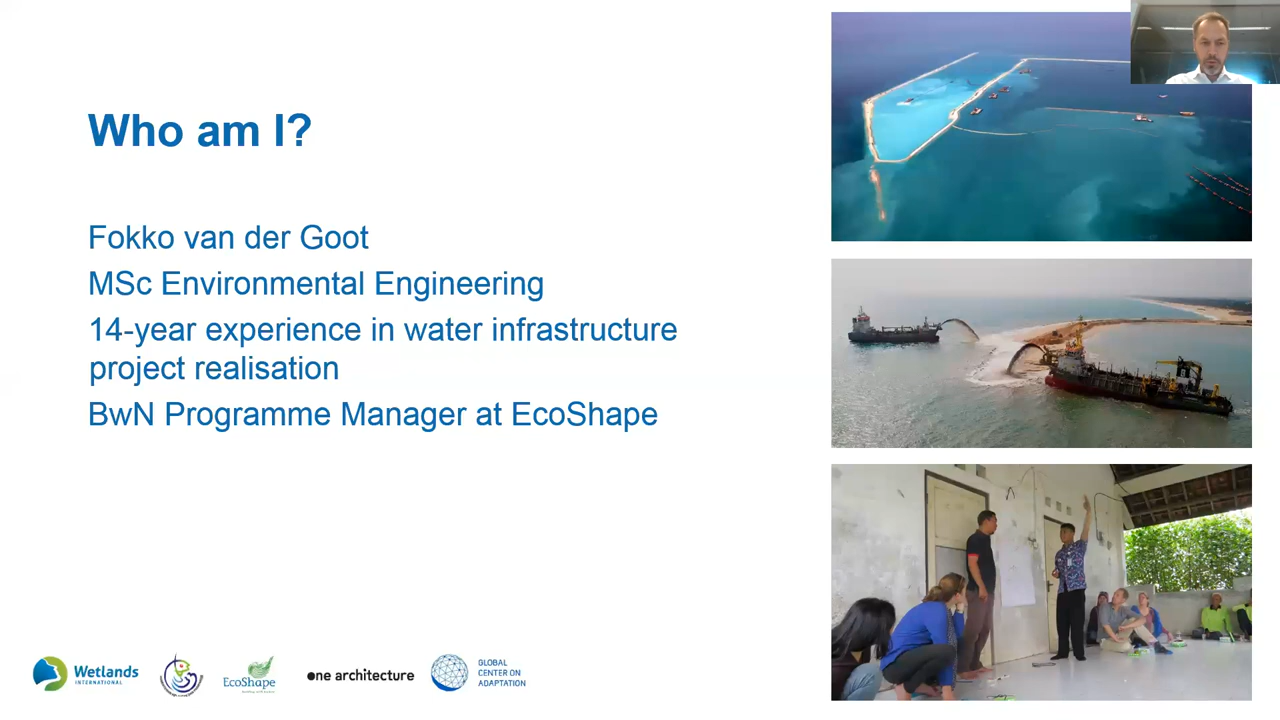 Who am I?
Fokko van der Goot
MSc Environmental Engineering
14-year experience in water infrastructure
project realisation
BwN Programme Manager at EcoShape
Wetlands
INTERNATIONAL
EcoShape
one architecture
GLOBAL
CENTER ON
ADAPTATION